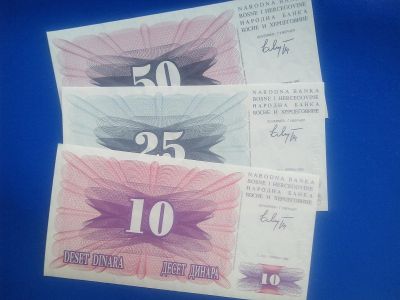 50
NARODNA BANKA
BOSNE I HERCEGOVINE
НАРОДНА БАНКА
БОСНЕ И ХЕРЦЕГОВИНЕ
25
NARODNA BANKA
BOSNE I HERCEGOVINE
НАРОДНА БАНКА
БОСНЕ И ХЕРЦЕГОВИНЕ
10
NARODNA BANKA
BOSNE I HERCEGOVINE
НАРОДНА БАНКА
БОСНЕ И ХЕРЦЕГОВИНЕ
DESET DINARA
ДЕСЕТ ДИНАРА
10